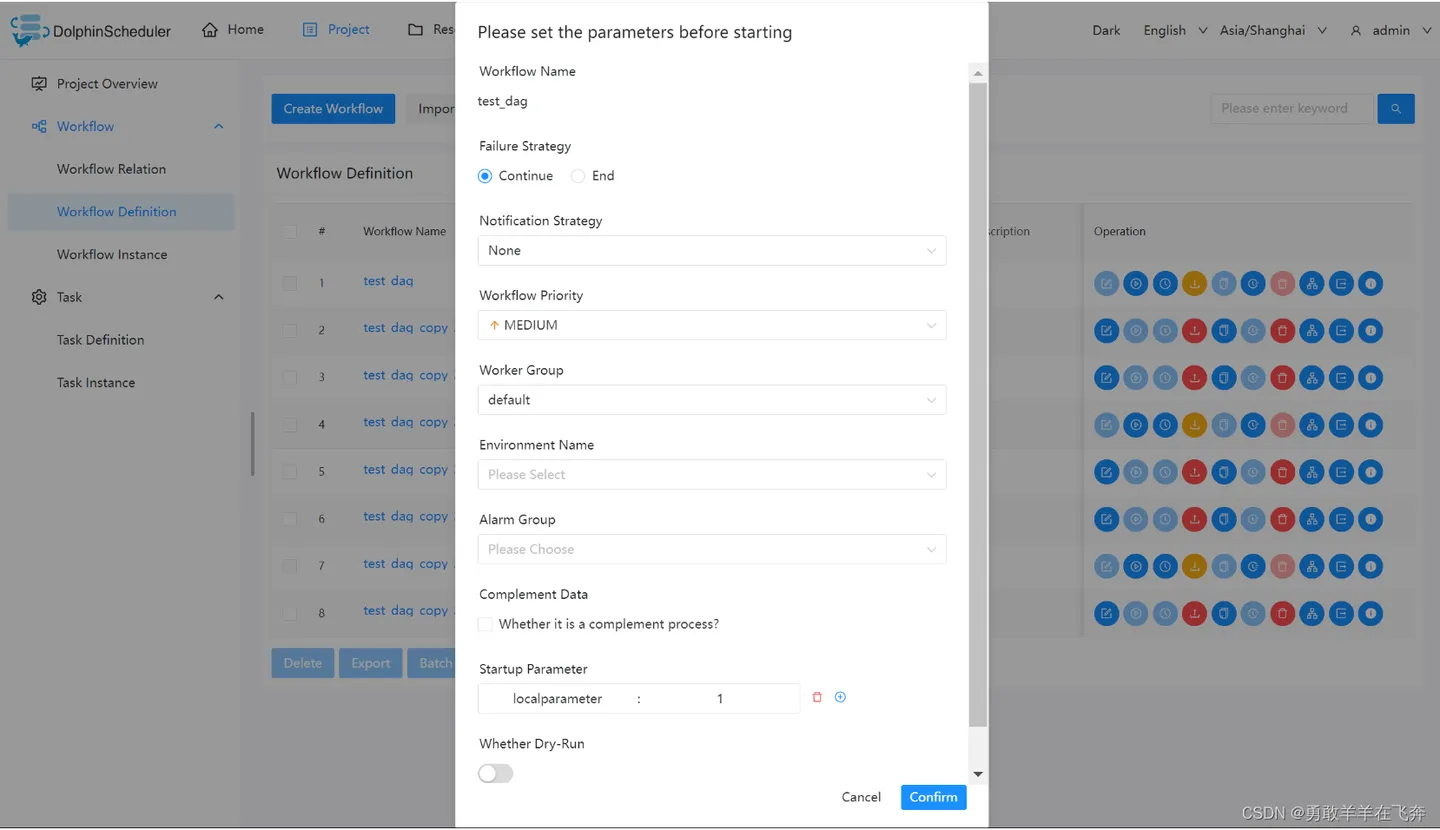 DolphinScheduler
Home
Project
Res
Dark
English
Asia/Shanghai
admin
Project Overview
Workflow
Workflow Relation
Workflow Definition
Workflow Instance
Task
Task Definition
Task Instance
Create Workflow
Impor
Please enter keyword
Workflow Definition
# Workflow Name
scription
Operation
1 test_dag
2 test_dag_copy
3 test_dag_copy
4 test_dag_copy
5 test_dag_copy
6 test_dag_copy
7 test_dag_copy
8 test_dag_copy
Delete
Export
Batch
Please set the parameters before starting
Workflow Name
test_dag
Failure Strategy
Continue
End
Notification Strategy
None
Workflow Priority
MEDIUM
Worker Group
default
Environment Name
Please Select
Alarm Group
Please Choose
Complement Data
Whether it is a complement process?
Startup Parameter
localparameter : 1
Whether Dry-Run
Cancel
Confirm
CSDN @勇敢羊羊在飞奔